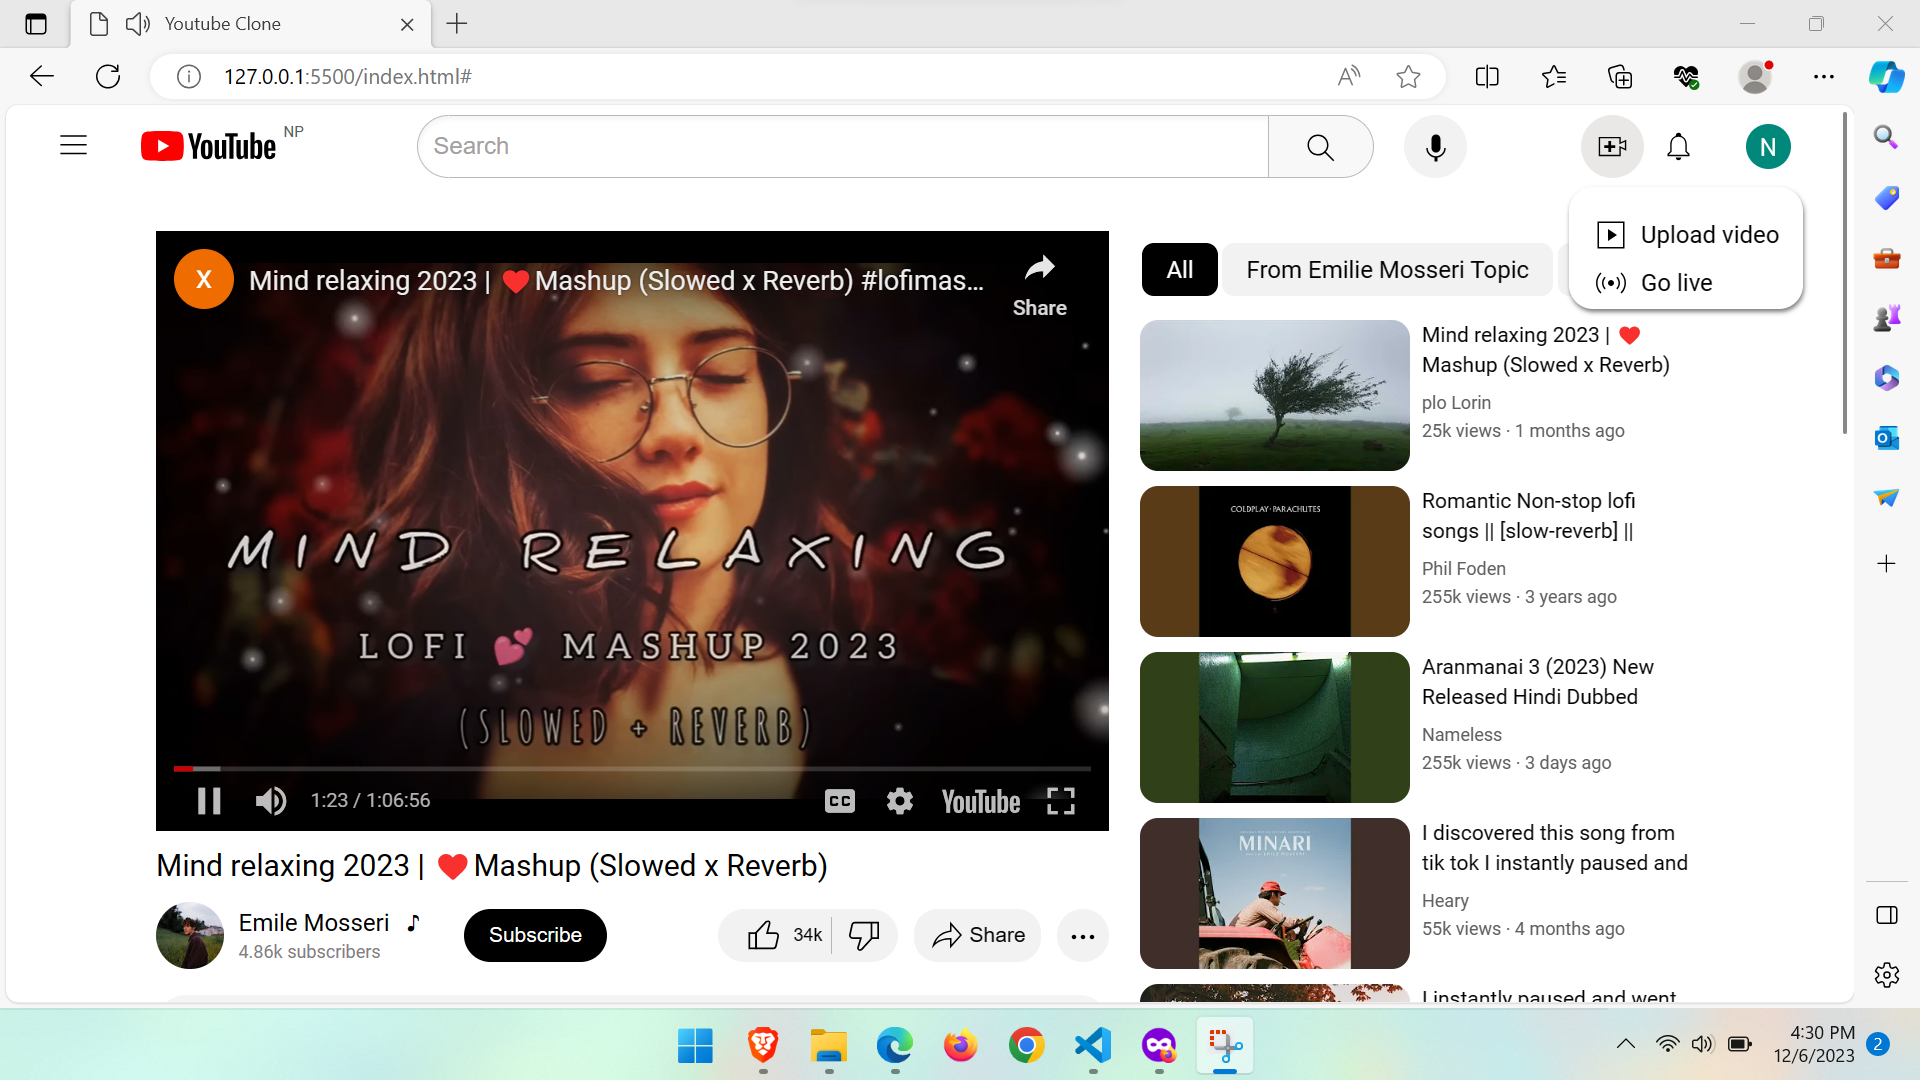 Youtube Clone
127.0.0.1:5500/index.html#
YouTube NP
Search
N
Upload video
Go live
X
Mind relaxing 2023 | ❤️Mashup (Slowed x Reverb) #lofimas...
Share
MIND RELAXING
LOFI 💕 MASHUP 2023
(SLOWED + REVERB)
1:23 / 1:06:56
CC
YouTube
Mind relaxing 2023 | ❤️Mashup (Slowed x Reverb)
Emile Mosseri ♪
4.86k subscribers
Subscribe
34k
Share
All
From Emilie Mosseri Topic
Mind relaxing 2023 | ❤️
Mashup (Slowed x Reverb)
plo Lorin
25k views · 1 months ago
COLDPLAY·PARACHUTES
Romantic Non-stop lofi
songs || [slow-reverb] ||
Phil Foden
255k views · 3 years ago
Aranmanai 3 (2023) New
Released Hindi Dubbed
Nameless
255k views · 3 days ago
MINARI
I discovered this song from
tik tok I instantly paused and
Heary
55k views · 4 months ago
I instantly paused and went
4:30 PM
12/6/2023
2